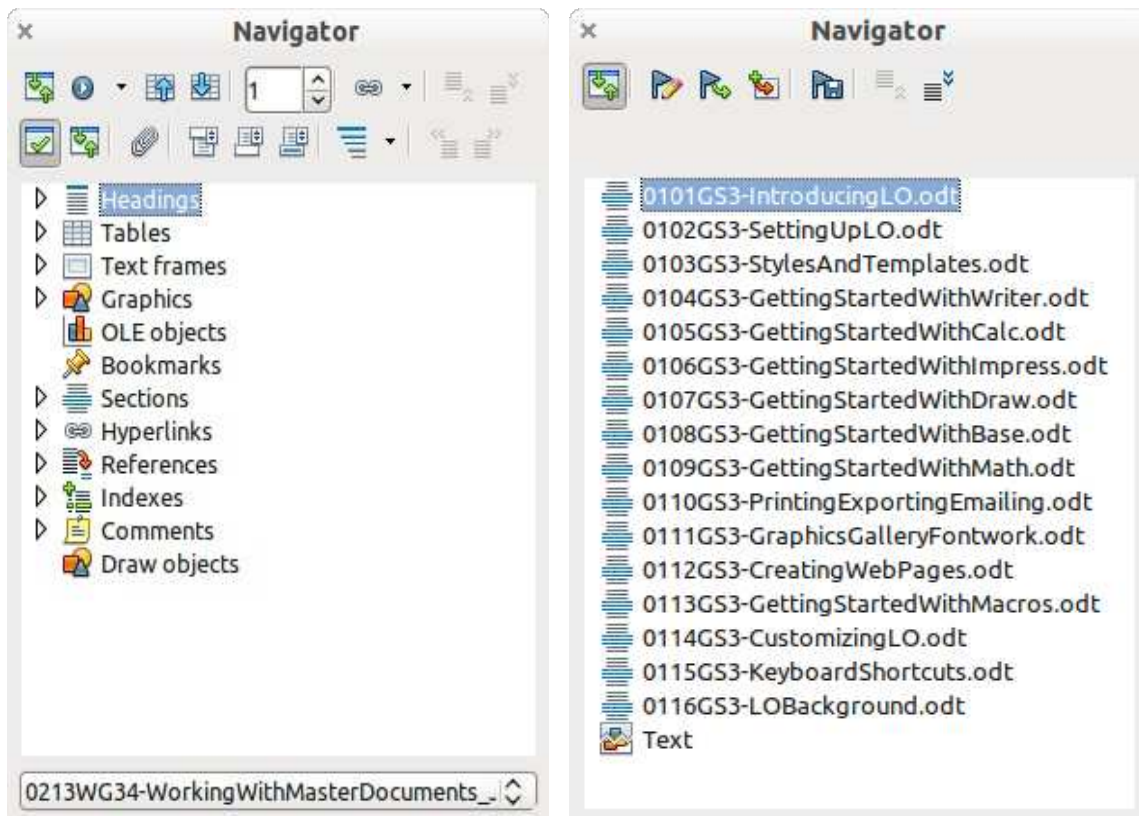 Navigator
1
Headings
Tables
Text frames
Graphics
OLE objects
Bookmarks
Sections
Hyperlinks
References
Indexes
Comments
Draw objects
0213WG34-WorkingWithMasterDocuments_
Navigator
0101GS3-IntroducingLO.odt
0102GS3-SettingUpLO.odt
0103GS3-StylesAndTemplates.odt
0104GS3-GettingStartedWithWriter.odt
0105GS3-GettingStartedWithCalc.odt
0106GS3-GettingStartedWithImpress.odt
0107GS3-GettingStartedWithDraw.odt
0108GS3-GettingStartedWithBase.odt
0109GS3-GettingStartedWithMath.odt
0110GS3-PrintingExportingEmailing.odt
0111GS3-GraphicsGalleryFontwork.odt
0112GS3-CreatingWebPages.odt
0113GS3-GettingStartedWithMacros.odt
0114GS3-CustomizingLO.odt
0115GS3-KeyboardShortcuts.odt
0116GS3-LOBackground.odt
Text